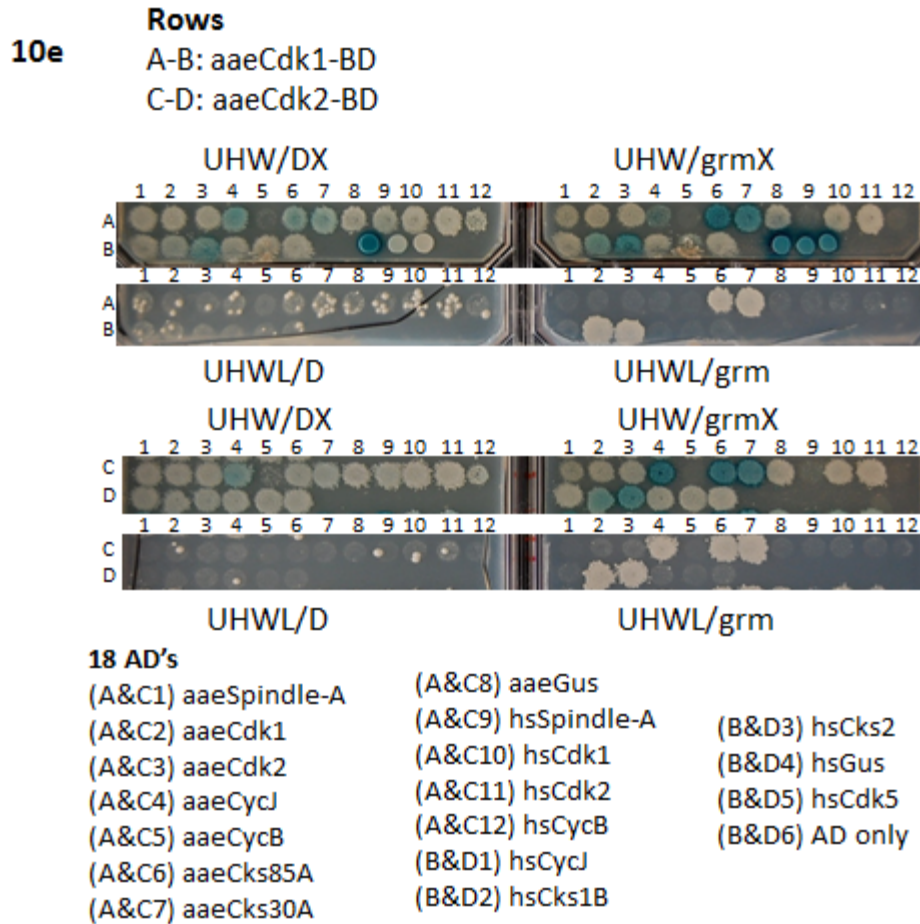 10e
Rows
A-B: aaeCdk1-BD
C-D: aaeCdk2-BD
UHW/DX UHW/grmX
1 2 3 4 5 6 7 8 9 10 11 12 1 2 3 4 5 6 7 8 9 10 11 12
A
B
1 2 3 4 5 6 7 8 9 10 11 12 1 2 3 4 5 6 7 8 9 10 11 12
A
B
UHWL/D UHWL/grm
UHW/DX UHW/grmX
1 2 3 4 5 6 7 8 9 10 11 12 1 2 3 4 5 6 7 8 9 10 11 12
C
D
1 2 3 4 5 6 7 8 9 10 11 12 1 2 3 4 5 6 7 8 9 10 11 12
C
D
UHWL/D UHWL/grm
18 AD's
(A&C1) aaeSpindle-A
(A&C2) aaeCdk1
(A&C3) aaeCdk2
(A&C4) aaeCycJ
(A&C5) aaeCycB
(A&C6) aaeCks85A
(A&C7) aaeCks30A
(A&C8) aaeGus
(A&C9) hsSpindle-A
(A&C10) hsCdk1
(A&C11) hsCdk2
(A&C12) hsCycB
(B&D1) hsCycJ
(B&D2) hsCks1B
(B&D3) hsCks2
(B&D4) hsGus
(B&D5) hsCdk5
(B&D6) AD only